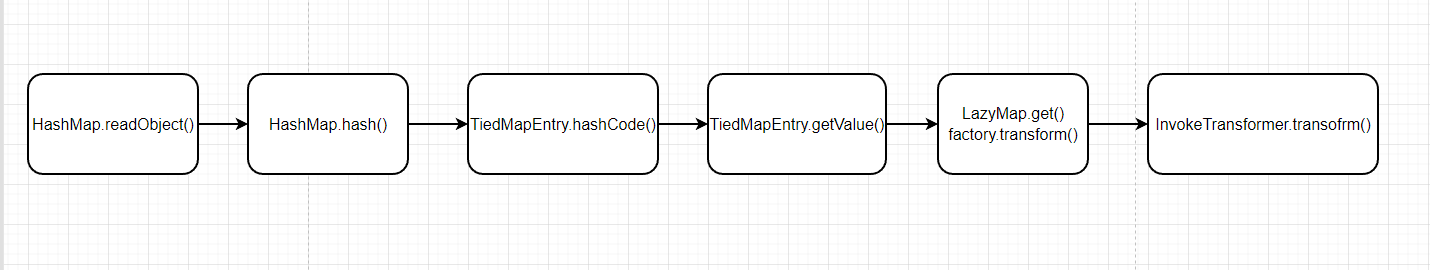 HashMap.readObject()
HashMap.hash()
TiedMapEntry.hashCode()
TiedMapEntry.getValue()
LazyMap.get()
factory.transform()
InvokeTransformer.transofrm()